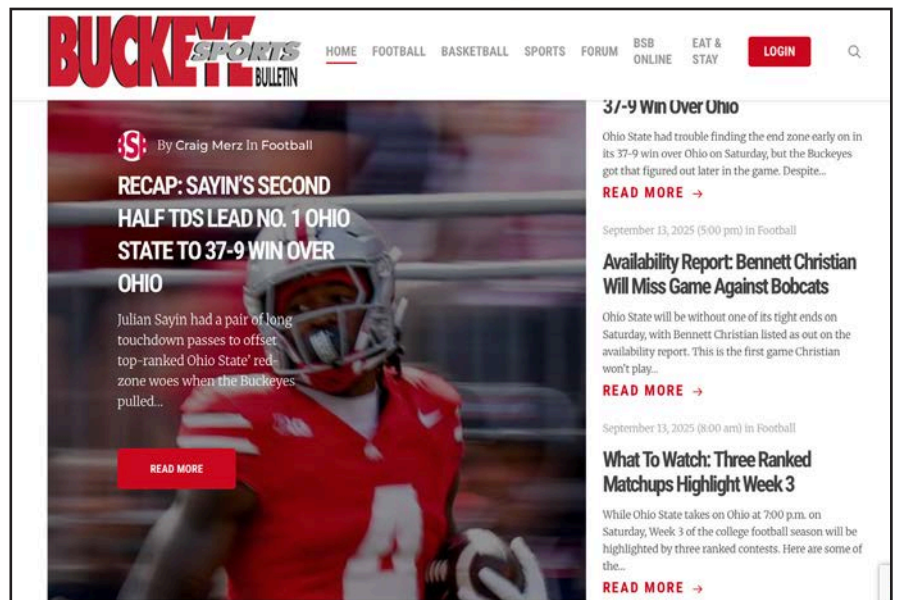 BUCKEYE
SPORTS
BULLETIN
HOME FOOTBALL BASKETBALL SPORTS FORUM BSB ONLINE EAT & STAY LOGIN
By Craig Merz In Football
RECAP: SAYIN'S SECOND
HALF TDS LEAD NO. 1 OHIO
STATE TO 37-9 WIN OVER
OHIO
Julian Sayin had a pair of long
touchdown passes to offset
top-ranked Ohio State' red-
zone woes when the Buckeyes
pulled...
READ MORE
4
37-9 Win Over Ohio
Ohio State had trouble finding the end zone early on in
its 37-9 win over Ohio on Saturday, but the Buckeyes
got that figured out later in the game. Despite...
READ MORE →
September 13, 2025 (5:00 pm) in Football
Availability Report: Bennett Christian
Will Miss Game Against Bobcats
Ohio State will be without one of its tight ends on
Saturday, with Bennett Christian listed as out on the
availability report. This is the first game Christian
won't play...
READ MORE →
September 13, 2025 (8:00 am) in Football
What To Watch: Three Ranked
Matchups Highlight Week 3
While Ohio State takes on Ohio at 7:00 p.m. on
Saturday, Week 3 of the college football season will be
highlighted by three ranked contests. Here are some of
the...
READ MORE →